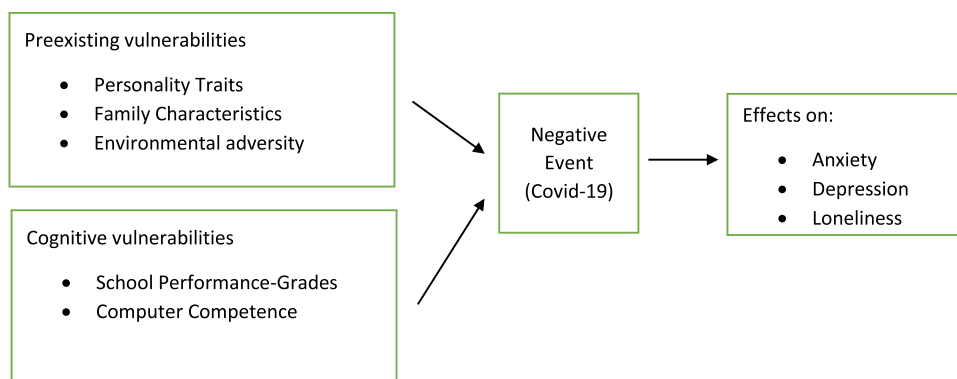 Preexisting vulnerabilities
• Personality Traits
• Family Characteristics
• Environmental adversity
Cognitive vulnerabilities
• School Performance-Grades
• Computer Competence
Negative
Event
(Covid-19)
Effects on:
• Anxiety
• Depression
• Loneliness